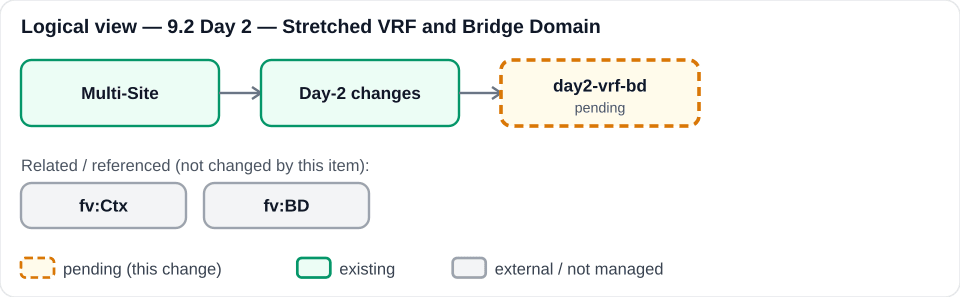 Logical view — 9.2 Day 2 — Stretched VRF and Bridge Domain
Multi-Site
Day-2 changes
day2-vrf-bd
pending
Related / referenced (not changed by this item):
fv:Ctx
fv:BD
pending (this change)
existing
external / not managed